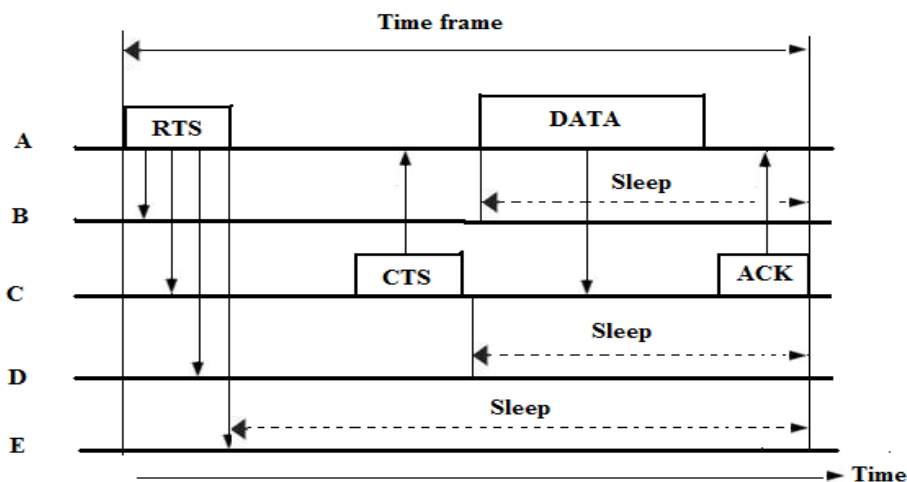 Time frame
A
RTS
DATA
B
Sleep
C
CTS
ACK
D
Sleep
E
Sleep
Time